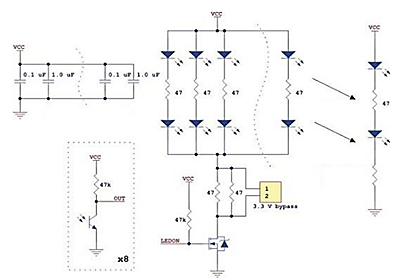 VCC
VCC
0.1 uF
1.0 uF
0.1 uF
1.0 uF
47
47
47
47
VCC
47
VCC
47k
OUT
x8
VCC
47k
LEDON
47
47
1
2
3.3 V bypass